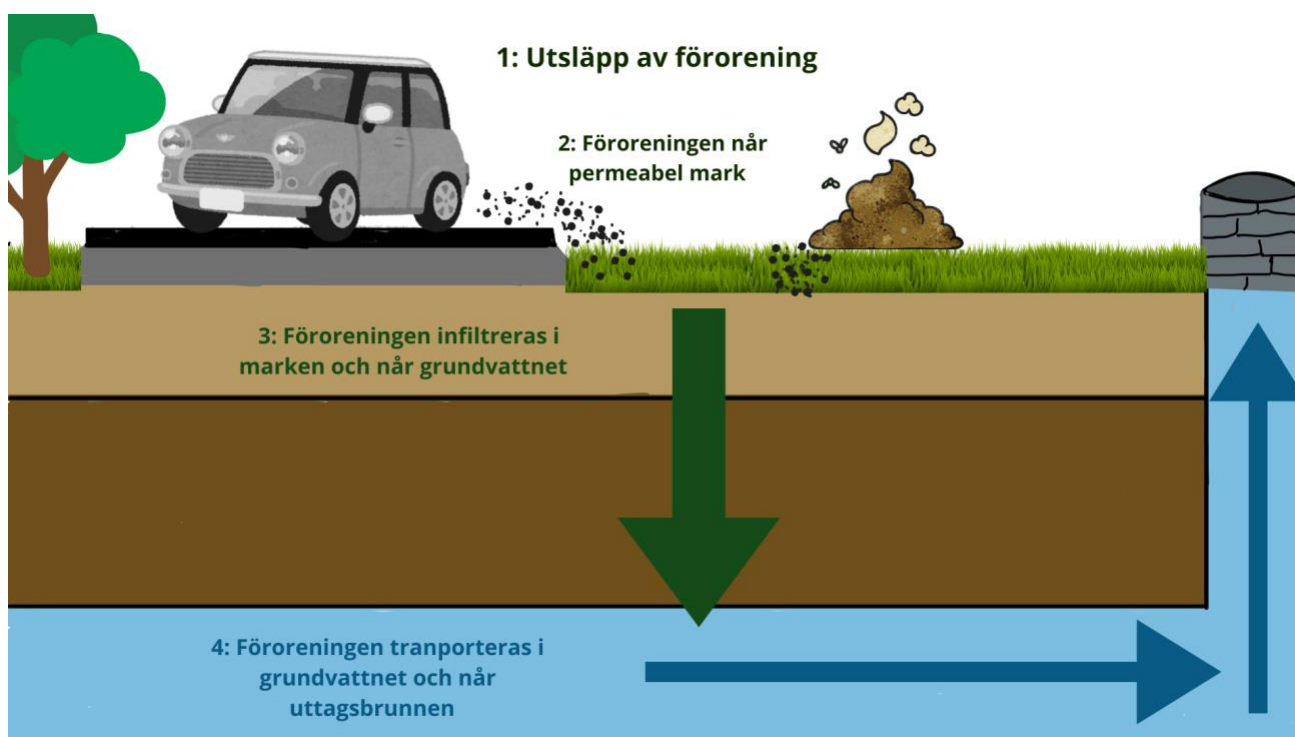 1: Utsläpp av förorening
2: Föroreningen når
permeabel mark
3: Föroreningen infiltreras i
marken och når grundvattnet
4: Föroreningen tranporteras i
grundvattnet och når
uttagsbrunnen